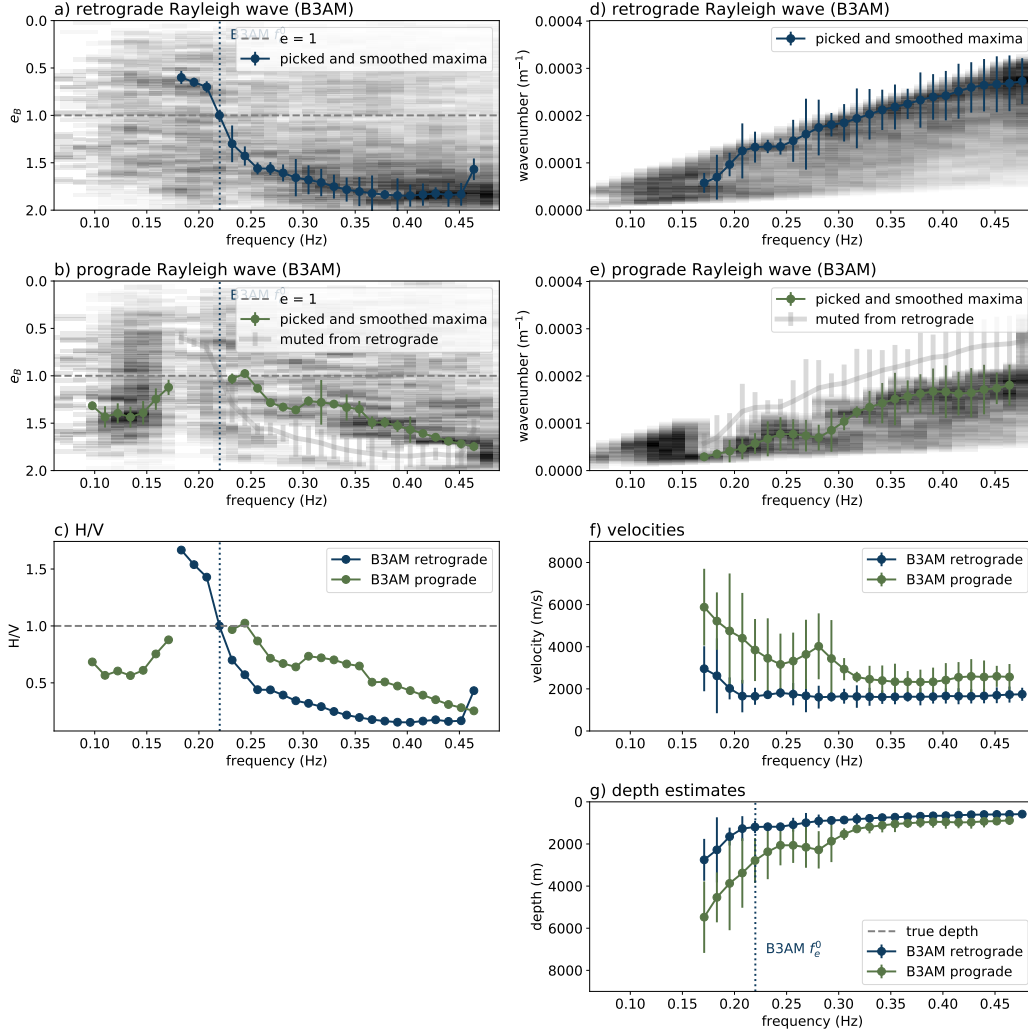 a) retrograde Rayleigh wave (B3AM)
0.0
0.5
1.0
1.5
2.0
e_B
B3AM f_e^0
e = 1
picked and smoothed maxima
0.10 0.15 0.20 0.25 0.30 0.35 0.40 0.45
frequency (Hz)
d) retrograde Rayleigh wave (B3AM)
0.0004
0.0003
0.0002
0.0001
0.0000
wavenumber (m⁻¹)
picked and smoothed maxima
0.10 0.15 0.20 0.25 0.30 0.35 0.40 0.45
frequency (Hz)
b) prograde Rayleigh wave (B3AM)
0.0
0.5
1.0
1.5
2.0
e_B
B3AM f_e^0
e = 1
picked and smoothed maxima
muted from retrograde
0.10 0.15 0.20 0.25 0.30 0.35 0.40 0.45
frequency (Hz)
e) prograde Rayleigh wave (B3AM)
0.0004
0.0003
0.0002
0.0001
0.0000
wavenumber (m⁻¹)
picked and smoothed maxima
muted from retrograde
0.10 0.15 0.20 0.25 0.30 0.35 0.40 0.45
frequency (Hz)
c) H/V
1.5
1.0
0.5
H/V
B3AM retrograde
B3AM prograde
0.10 0.15 0.20 0.25 0.30 0.35 0.40 0.45
frequency (Hz)
f) velocities
8000
6000
4000
2000
0
velocity (m/s)
B3AM retrograde
B3AM prograde
0.10 0.15 0.20 0.25 0.30 0.35 0.40 0.45
frequency (Hz)
g) depth estimates
0
2000
4000
6000
8000
depth (m)
B3AM f_e^0
true depth
B3AM retrograde
B3AM prograde
0.10 0.15 0.20 0.25 0.30 0.35 0.40 0.45
frequency (Hz)